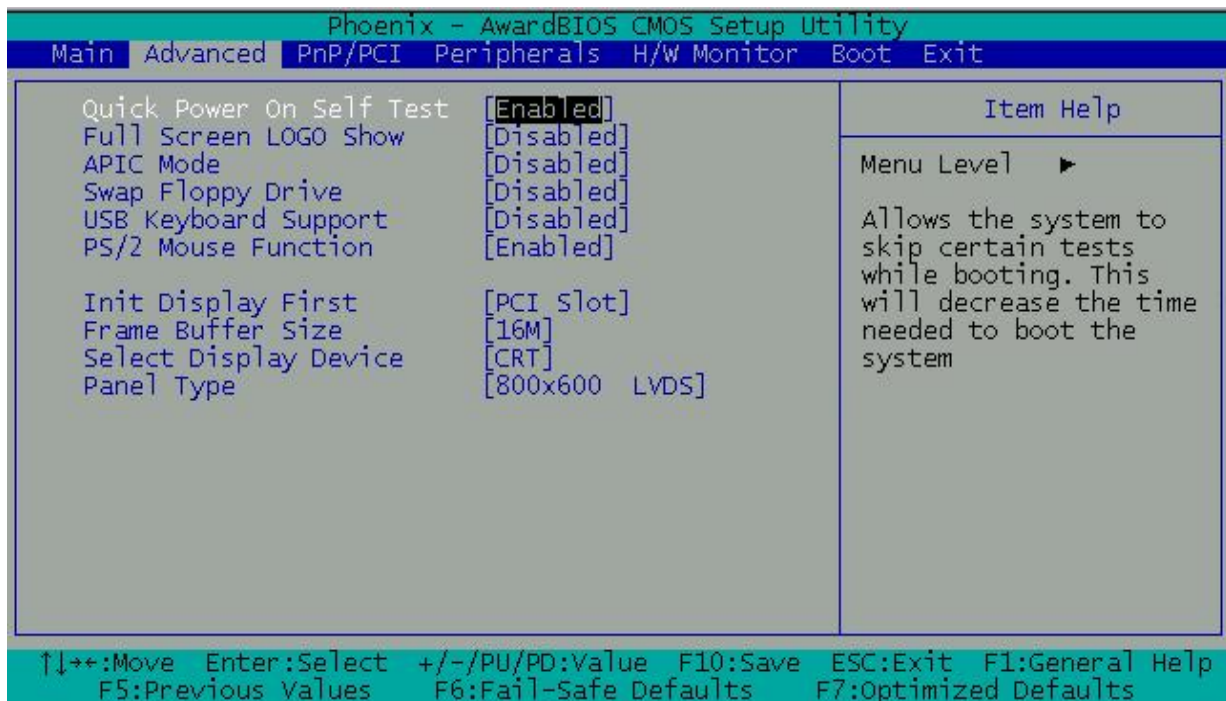 Phoenix - AwardBIOS CMOS Setup Utility
Main Advanced PnP/PCI Peripherals H/W Monitor Boot Exit
Quick Power On Self Test [Enabled]
Full Screen LOGO Show [Disabled]
APIC Mode [Disabled]
Swap Floppy Drive [Disabled]
USB Keyboard Support [Disabled]
PS/2 Mouse Function [Enabled]
Init Display First [PCI Slot]
Frame Buffer Size [16M]
Select Display Device [CRT]
Panel Type [800x600 LVDS]
Item Help
Menu Level ►
Allows the system to
skip certain tests
while booting. This
will decrease the time
needed to boot the
system
↑↓→←:Move Enter:Select +/-/PU/PD:Value F10:Save ESC:Exit F1:General Help
F5:Previous Values F6:Fail-Safe Defaults F7:Optimized Defaults